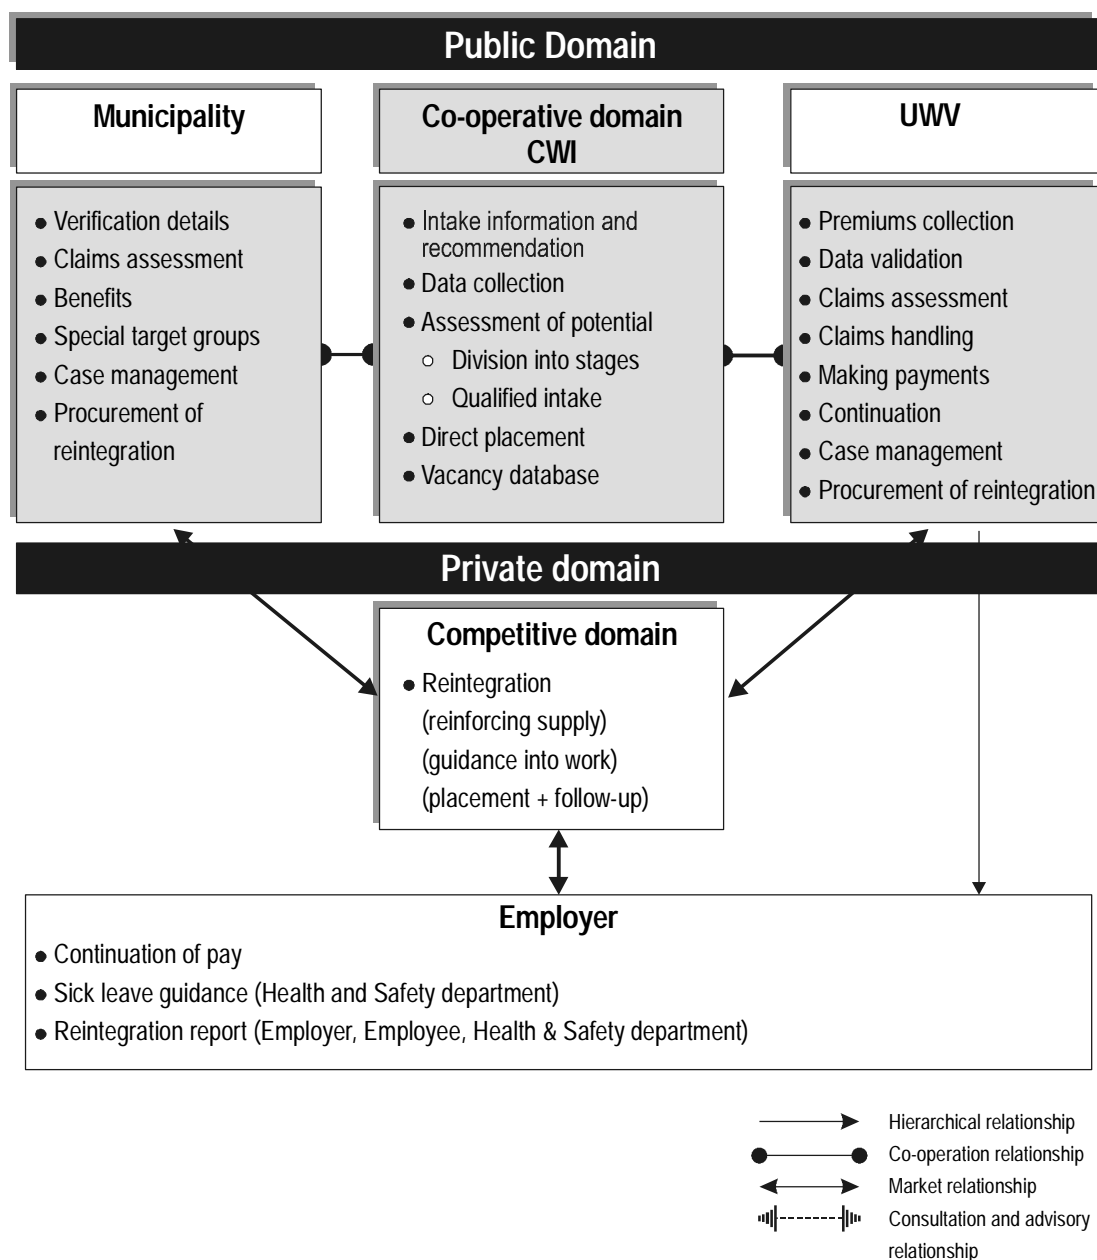 Public Domain
Municipality
Verification details
Claims assessment
Benefits
Special target groups
Case management
Procurement of
reintegration
Co-operative domain
CWI
Intake information and
recommendation
Data collection
Assessment of potential
Division into stages
Qualified intake
Direct placement
Vacancy database
UWV
Premiums collection
Data validation
Claims assessment
Claims handling
Making payments
Continuation
Case management
Procurement of reintegration
Private domain
Competitive domain
Reintegration
(reinforcing supply)
(guidance into work)
(placement + follow-up)
Employer
Continuation of pay
Sick leave guidance (Health and Safety department)
Reintegration report (Employer, Employee, Health & Safety department)
Hierarchical relationship
Co-operation relationship
Market relationship
Consultation and advisory
relationship